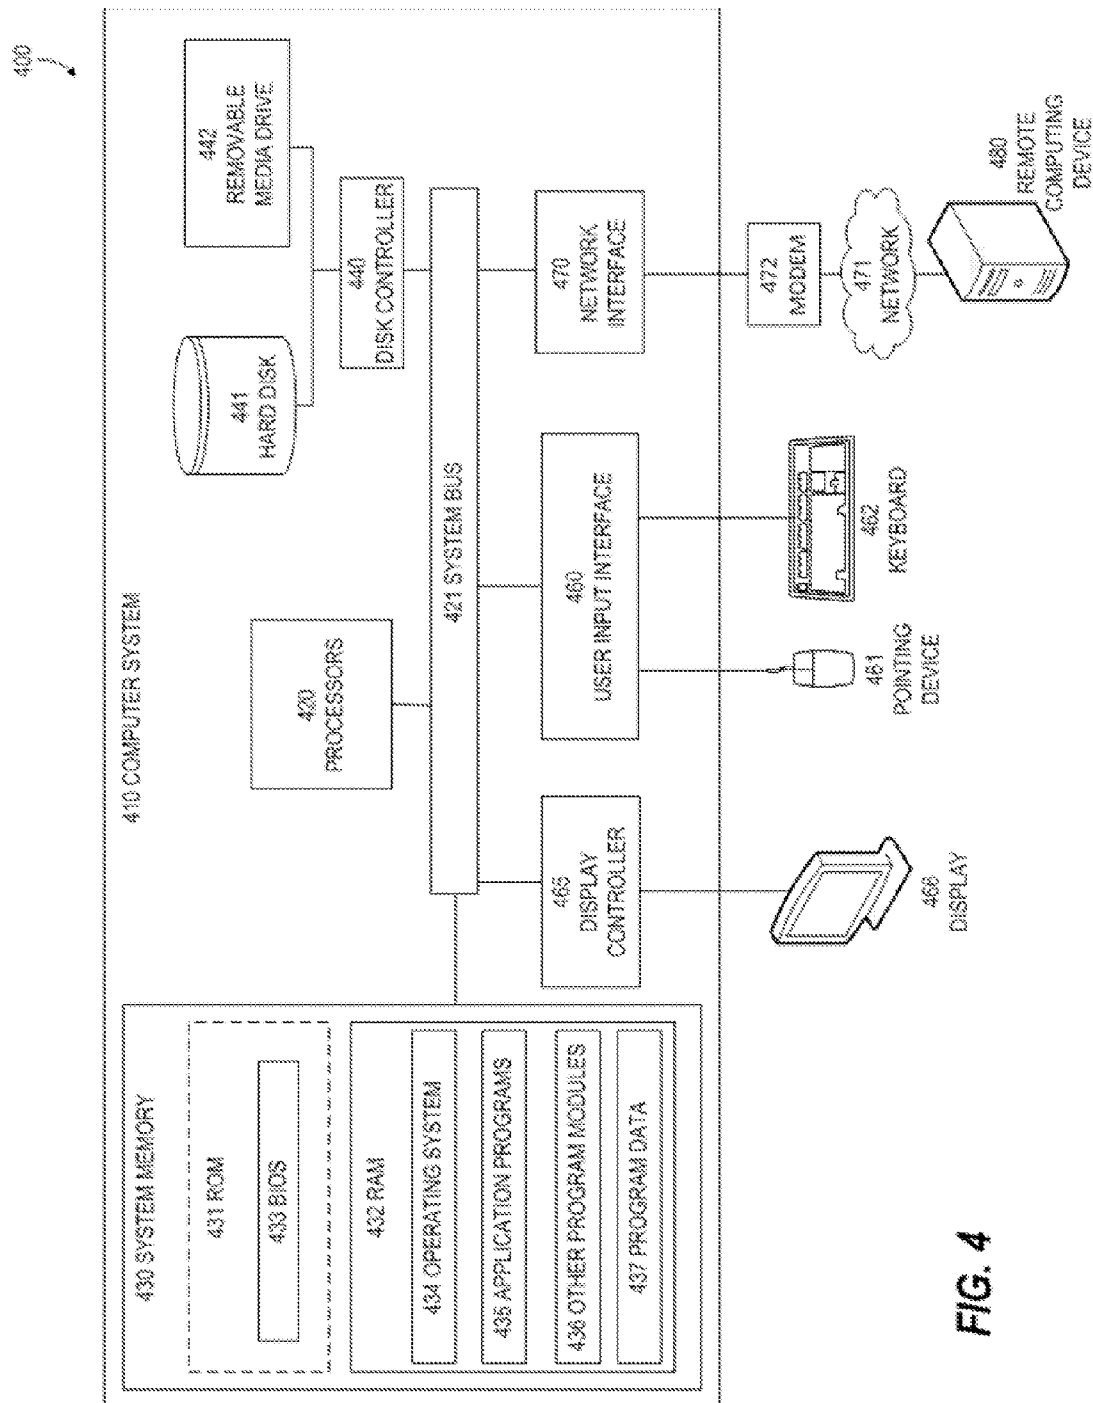 400
410 COMPUTER SYSTEM
430 SYSTEM MEMORY
431 ROM
433 BIOS
432 RAM
434 OPERATING SYSTEM
435 APPLICATION PROGRAMS
436 OTHER PROGRAM MODULES
437 PROGRAM DATA
420
PROCESSORS
441
HARD DISK
442
REMOVABLE
MEDIA DRIVE
440
DISK CONTROLLER
421 SYSTEM BUS
465
DISPLAY
CONTROLLER
460
USER INPUT INTERFACE
470
NETWORK
INTERFACE
472
MODEM
471
NETWORK
466
DISPLAY
461
POINTING
DEVICE
462
KEYBOARD
480
REMOTE
COMPUTING
DEVICE
FIG. 4